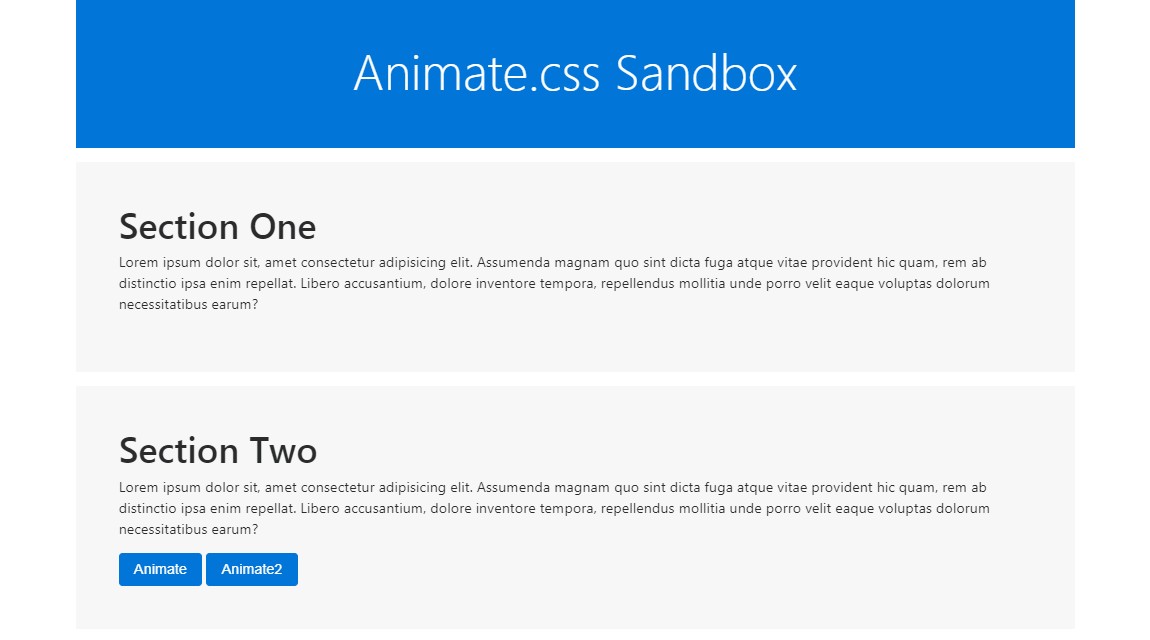 Animate.css Sandbox
Section One
Lorem ipsum dolor sit, amet consectetur adipisicing elit. Assumenda magnam quo sint dicta fuga atque vitae provident hic quam, rem ab
distinctio ipsa enim repellat. Libero accusantium, dolore inventore tempora, repellendus mollitia unde porro velit eaque voluptas dolorum
necessitatibus earum?
Section Two
Lorem ipsum dolor sit, amet consectetur adipisicing elit. Assumenda magnam quo sint dicta fuga atque vitae provident hic quam, rem ab
distinctio ipsa enim repellat. Libero accusantium, dolore inventore tempora, repellendus mollitia unde porro velit eaque voluptas dolorum
necessitatibus earum?
Animate Animate2